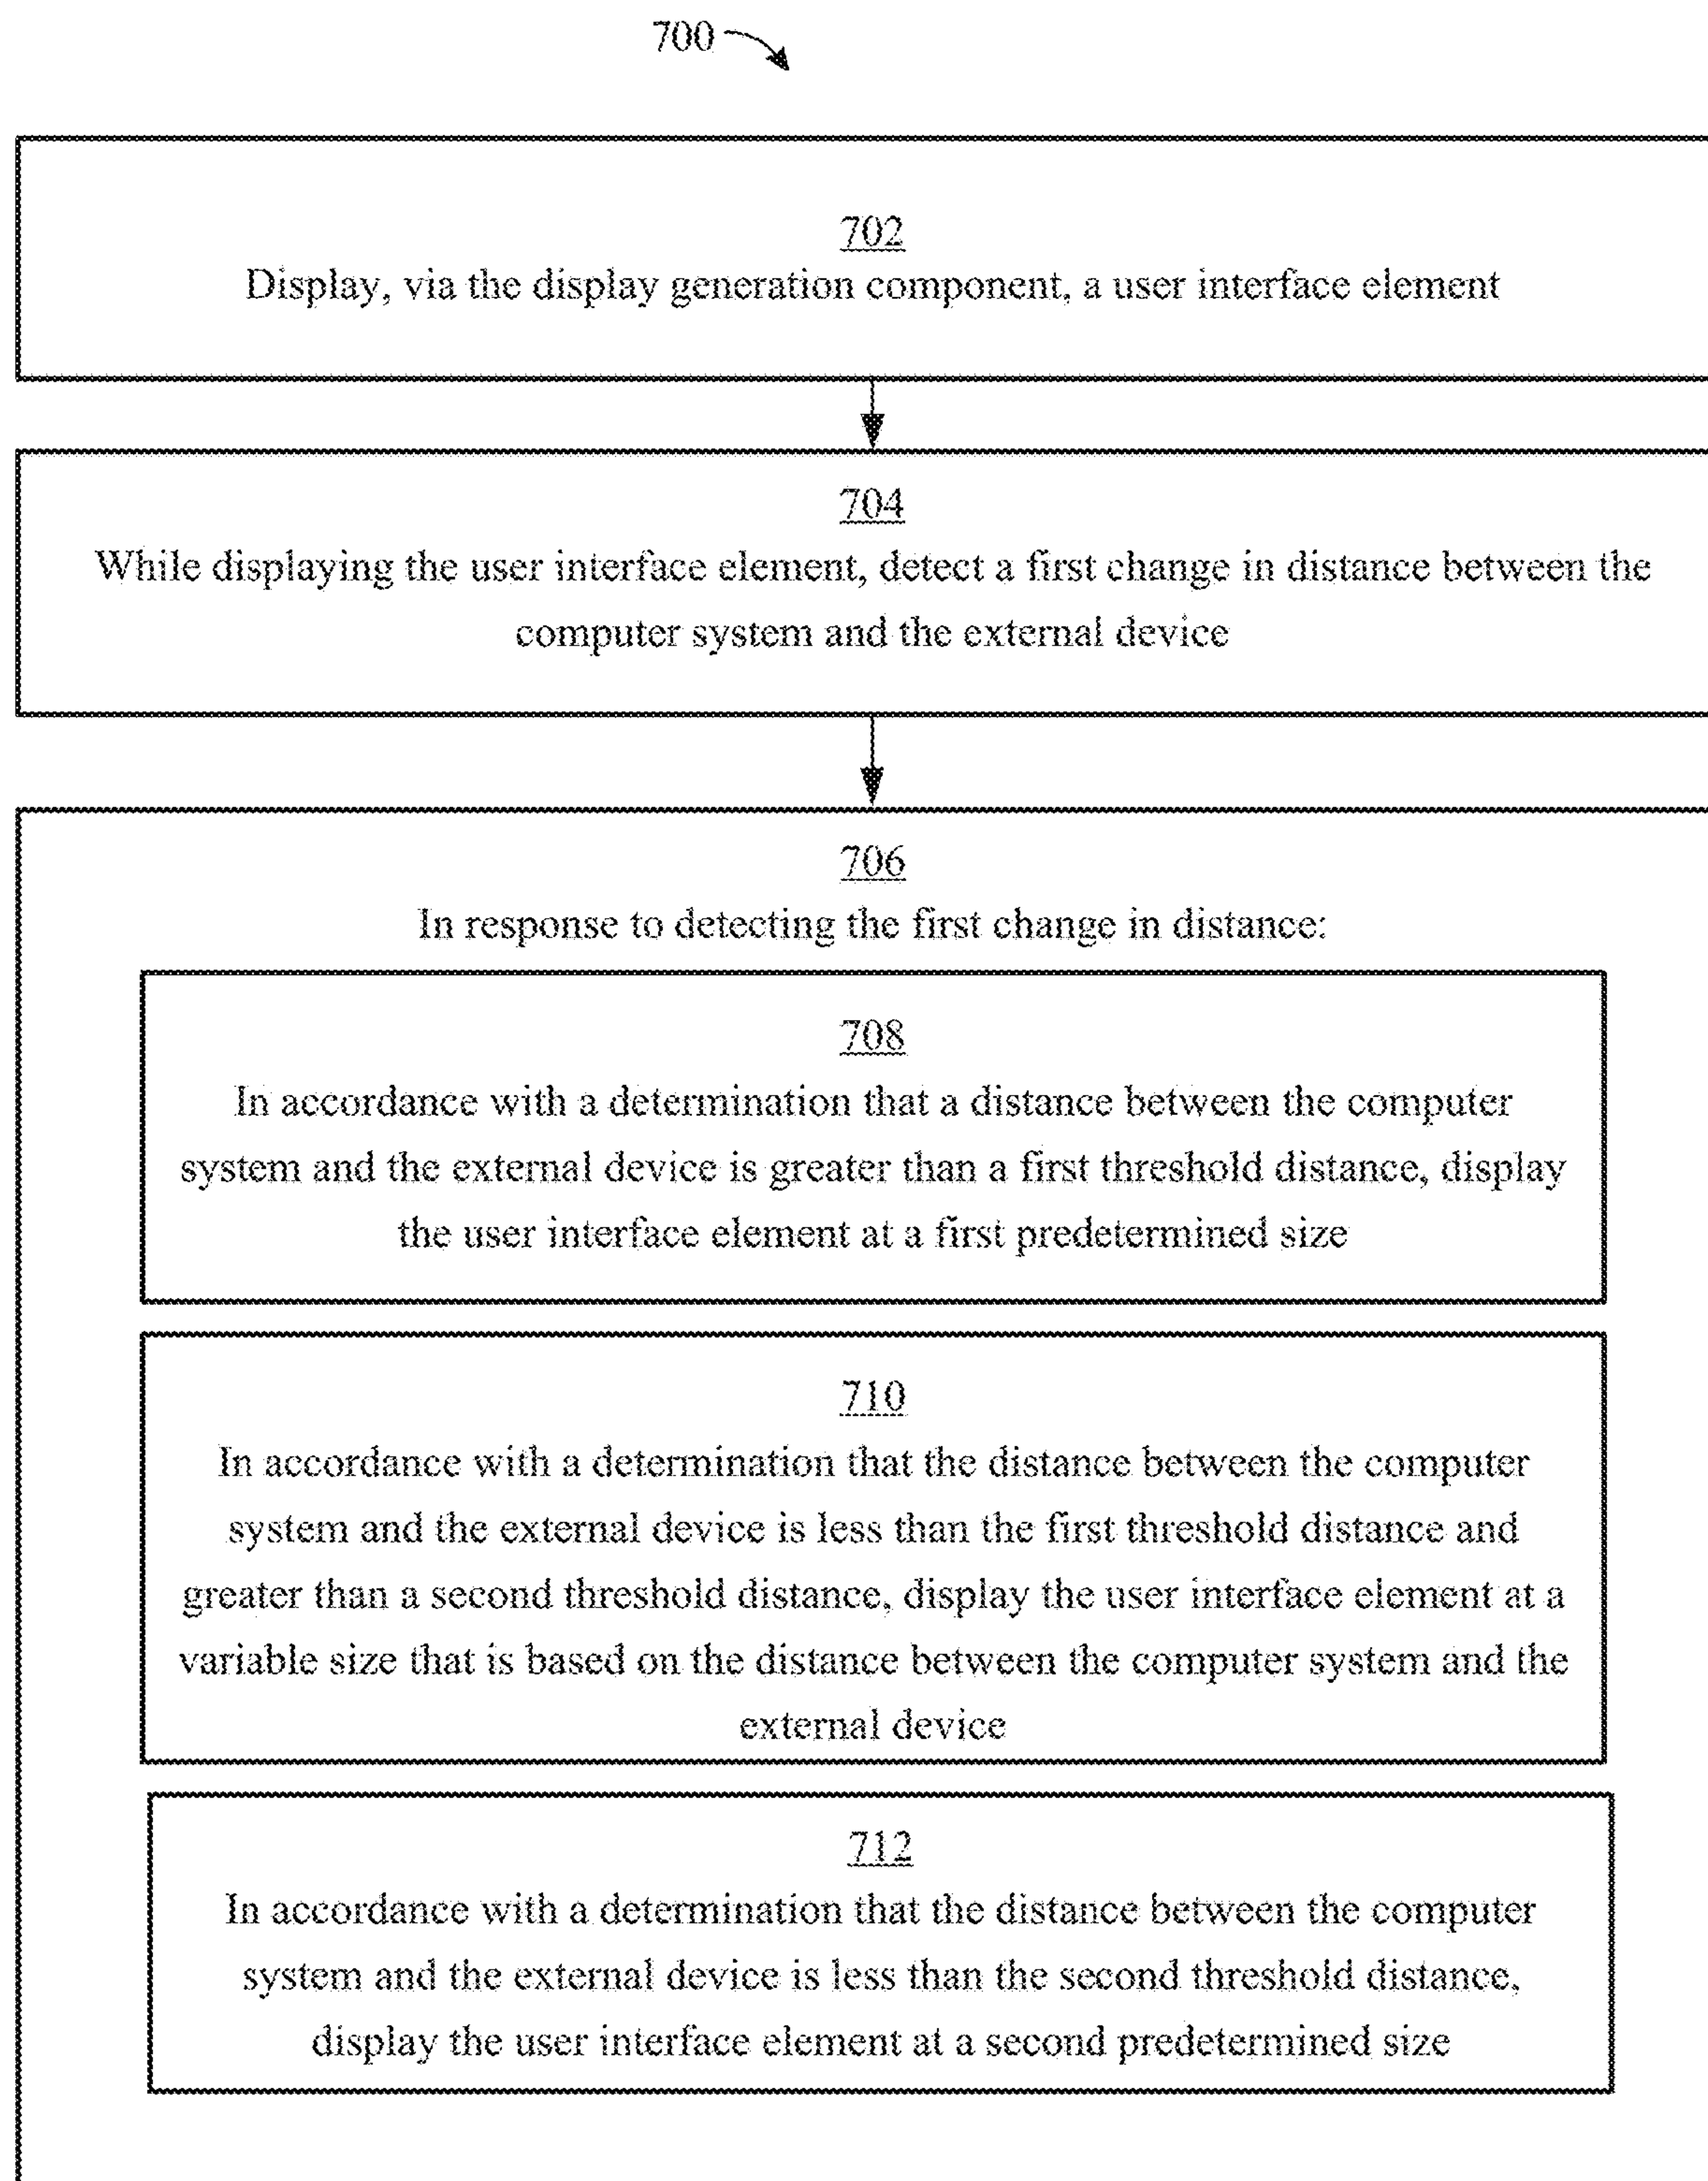 700
702
Display, via the display generation component, a user interface element
704
While displaying the user interface element, detect a first change in distance between the
computer system and the external device
706
In response to detecting the first change in distance:
708
In accordance with a determination that a distance between the computer
system and the external device is greater than a first threshold distance, display
the user interface element at a first predetermined size
710
In accordance with a determination that the distance between the computer
system and the external device is less than the first threshold distance and
greater than a second threshold distance, display the user interface element at a
variable size that is based on the distance between the computer system and the
external device
712
In accordance with a determination that the distance between the computer
system and the external device is less than the second threshold distance,
display the user interface element at a second predetermined size